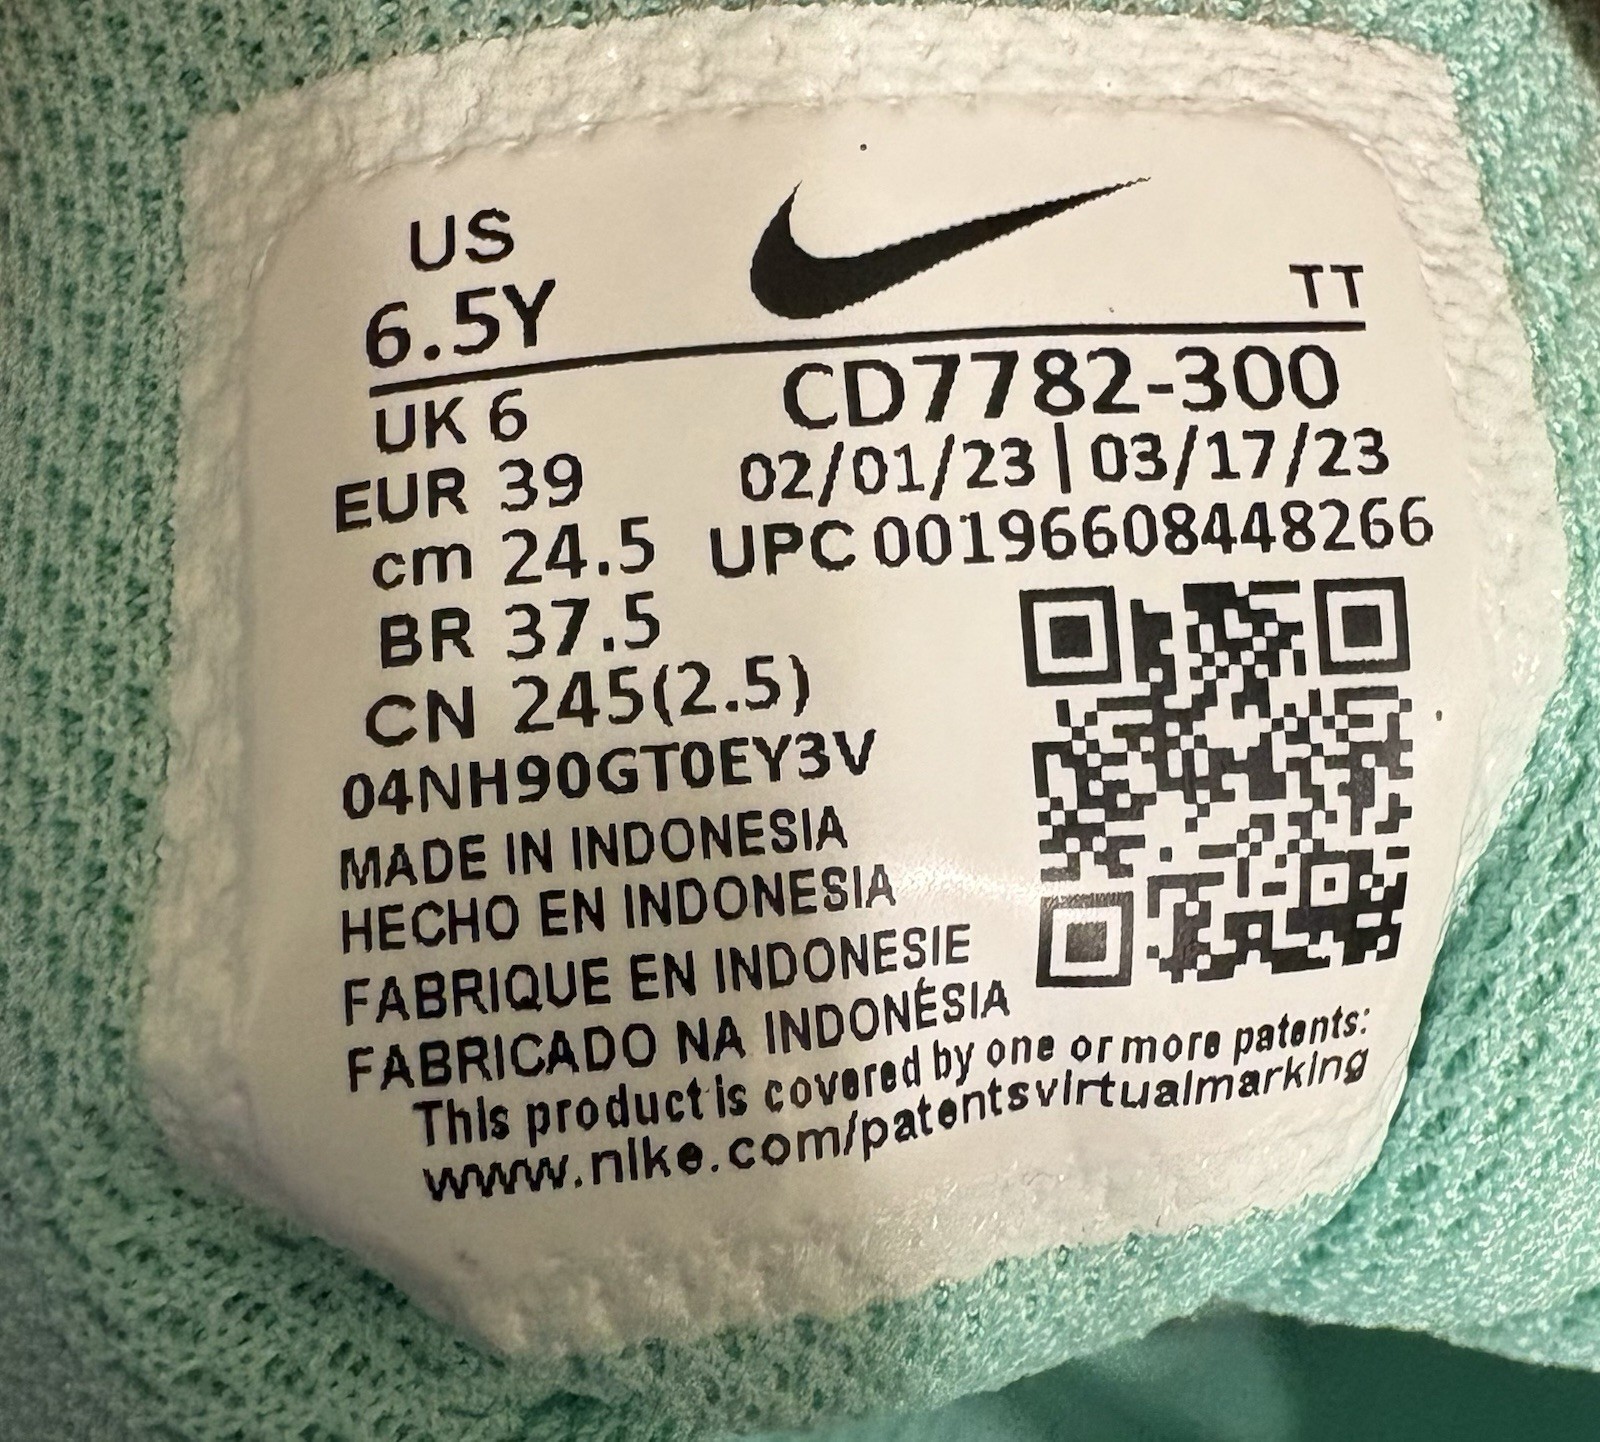 US
6.5Y
TT
UK 6
CD7782-300
EUR 39
02/01/23 | 03/17/23
cm 24.5
UPC 00196608448266
BR 37.5
CN 245(2.5)
04NH90GT0EY3V
MADE IN INDONESIA
HECHO EN INDONESIA
FABRIQUE EN INDONESIE
FABRICADO NA INDONÉSIA
This product is covered by one or more patents:
www.nike.com/patentsvirtualmarking